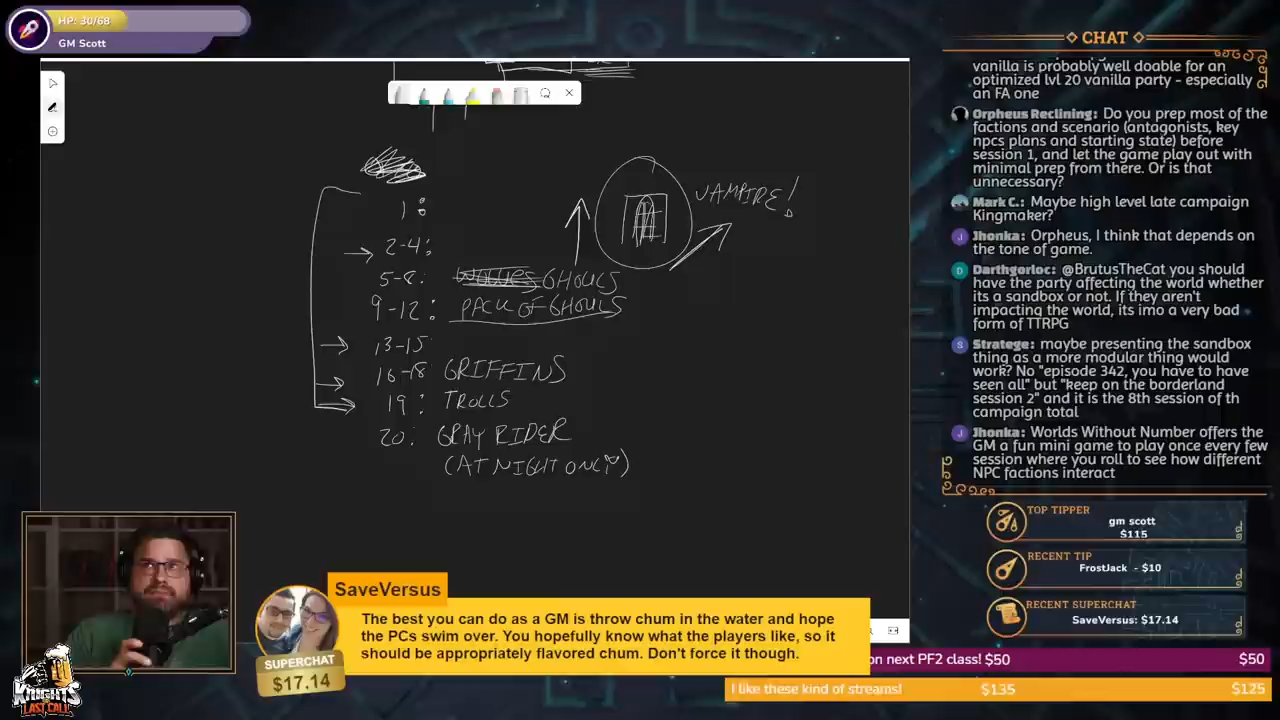 HP: 30/68
GM Scott
1:
2-4:
5-8: WOLVES GHOULS
9-12: PACK OF GHOULS
13-15
16-18 GRIFFINS
19: TROLLS
20: GRAY RIDER
(AT NIGHT ONLY)
VAMPIRE!
CHAT
vanilla is probably well doable for an
optimized lvl 20 vanilla party - especially
an FA one
Orpheus Reclining: Do you prep most of the
factions and scenario (antagonists, key
npcs plans and starting state) before
session 1, and let the game play out with
minimal prep from there. Or is that
unnecessary?
Mark C.: Maybe high level late campaign
Kingmaker?
Jhonka: Orpheus, I think that depends on
the tone of game.
Darthgorloc: @BrutusTheCat you should
have the party affecting the world whether
its a sandbox or not. If they aren't
impacting the world, its imo a very bad
form of TTRPG
Stratege: maybe presenting the sandbox
thing as a more modular thing would
work? No "episode 342, you have to have
seen all" but "keep on the borderland
session 2" and it is the 8th session of th
campaign total
Jhonka: Worlds Without Number offers the
GM a fun mini game to play once every few
session where you roll to see how different
NPC factions interact
TOP TIPPER
gm scott
$115
RECENT TIP
FrostJack - $10
RECENT SUPERCHAT
SaveVersus: $17.14
SaveVersus
The best you can do as a GM is throw chum in the water and hope
the PCs swim over. You hopefully know what the players like, so it
should be appropriately flavored chum. Don't force it though.
SUPERCHAT
$17.14
on next PF2 class! $50
$50
I like these kind of streams!
$135
$125
KNIGHTS
OF LAST CALL